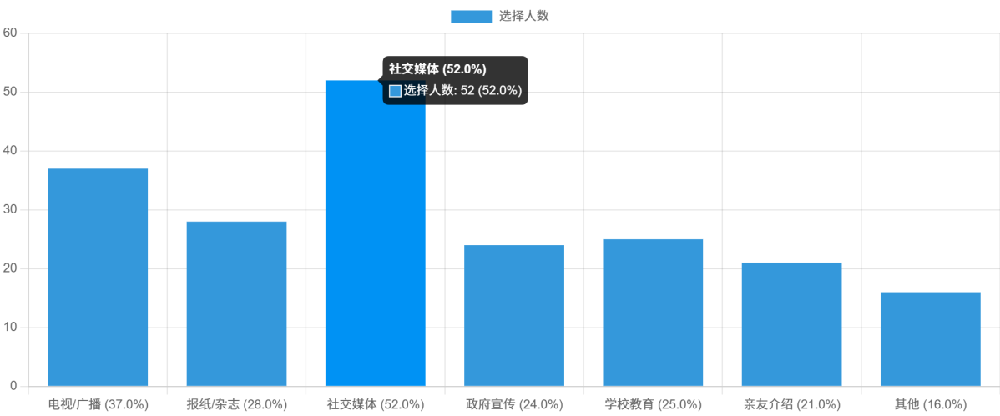 选择人数
60
50
40
30
20
10
0
社交媒体 (52.0%)
选择人数: 52 (52.0%)
电视/广播 (37.0%)
报纸/杂志 (28.0%)
社交媒体 (52.0%)
政府宣传 (24.0%)
学校教育 (25.0%)
亲友介绍 (21.0%)
其他 (16.0%)